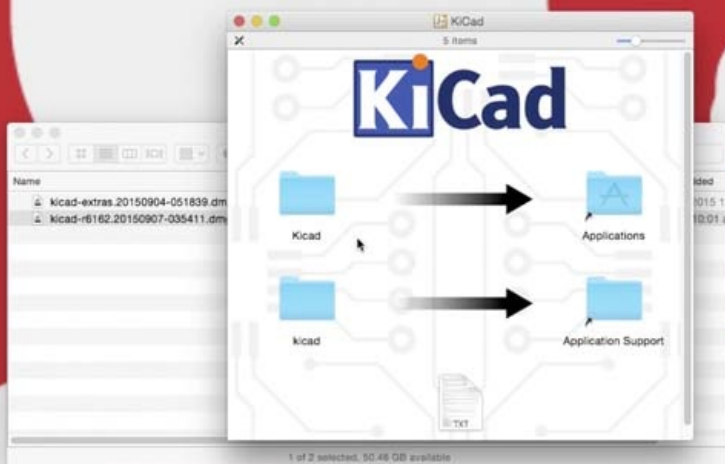 KiCad
5 items
KiCad
Name
kicad-extras.20150904-051839.dm
kicad-r6162.20150907-035411.dm
Kicad
Applications
kicad
Application Support
TXT
1 of 2 selected, 50.46 GB available